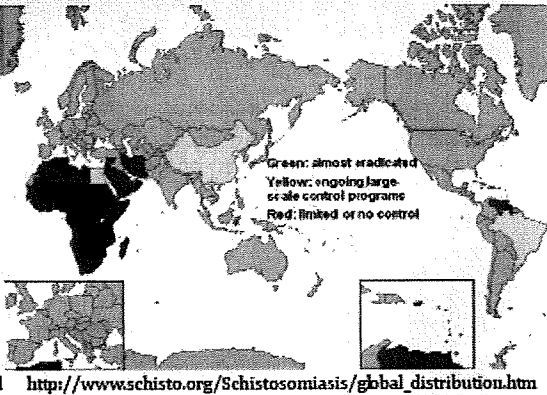 Green: almost eradicated
Yellow: ongoing large-
scale control programs
Red: limited or no control
http://www.schisto.org/Schistosomiasis/global_distribution.htm